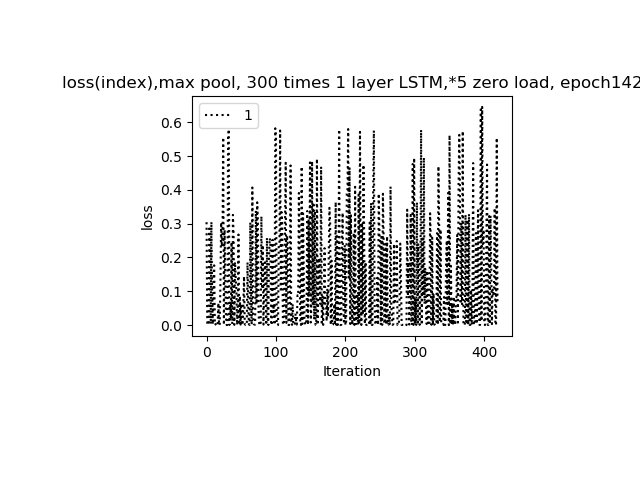 loss(index),max pool, 300 times 1 layer LSTM,*5 zero load, epoch142
1
0.6
0.5
0.4
0.3
0.2
0.1
0.0
loss
0 100 200 300 400
Iteration